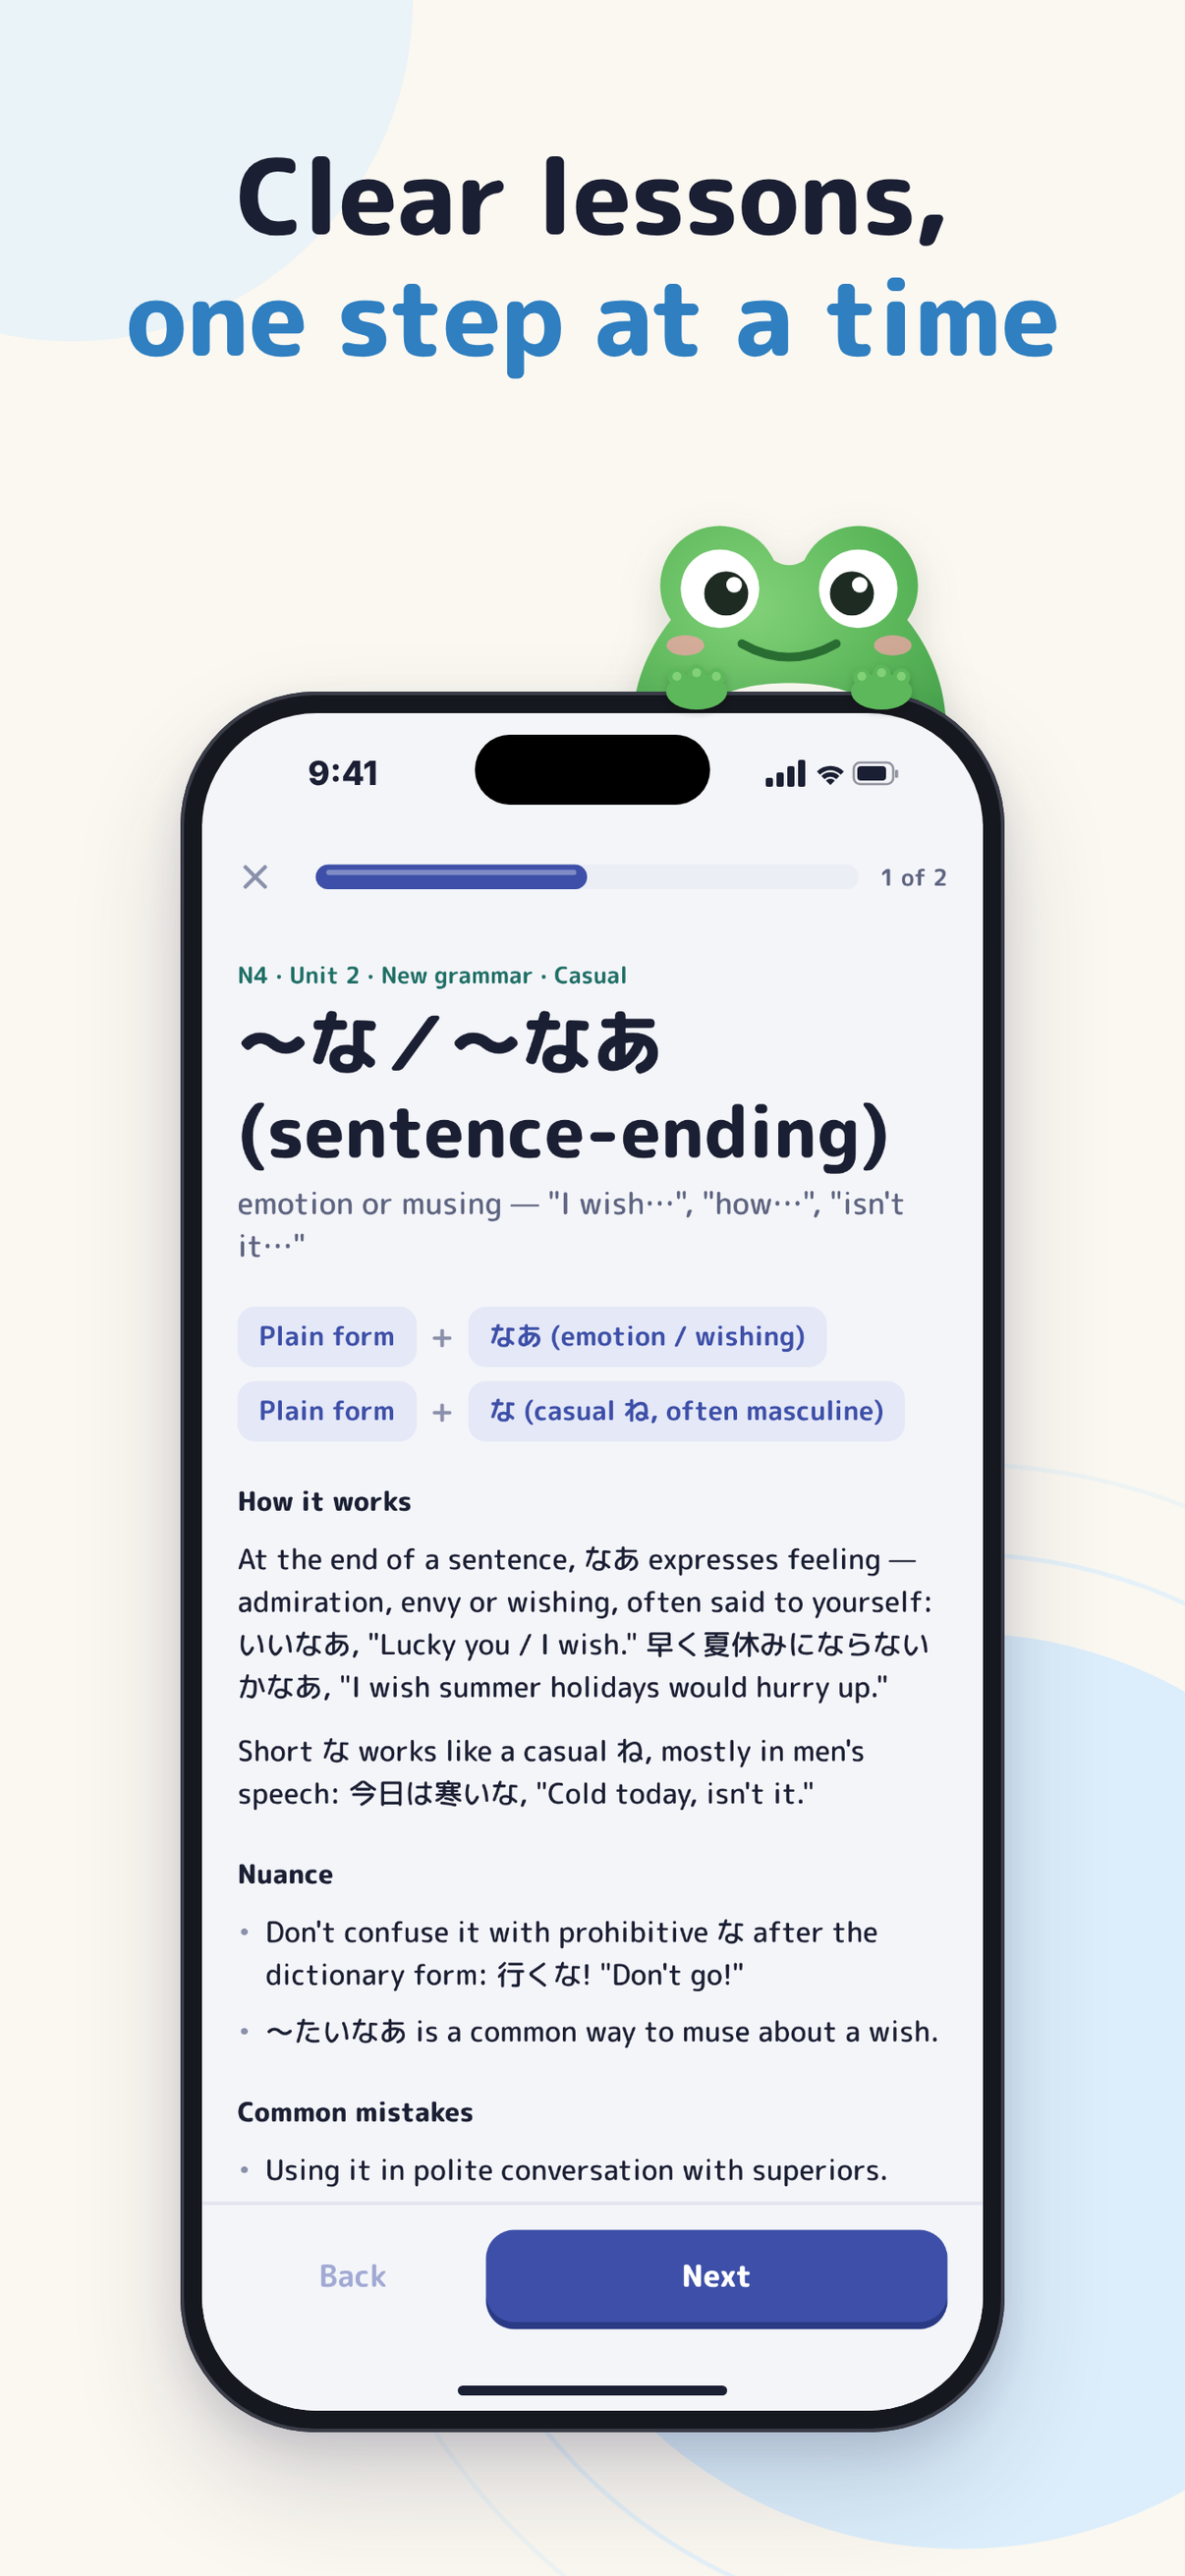 Clear lessons,
one step at a time
9:41
1 of 2
N4 · Unit 2 · New grammar · Casual
〜な／〜なあ
(sentence-ending)
emotion or musing — "I wish…", "how…", "isn't
it…"
Plain form + なあ (emotion / wishing)
Plain form + な (casual ね, often masculine)
How it works
At the end of a sentence, なあ expresses feeling —
admiration, envy or wishing, often said to yourself:
いいなあ, "Lucky you / I wish." 早く夏休みにならない
かなあ, "I wish summer holidays would hurry up."
Short な works like a casual ね, mostly in men's
speech: 今日は寒いな, "Cold today, isn't it."
Nuance
• Don't confuse it with prohibitive な after the
dictionary form: 行くな! "Don't go!"
• 〜たいなあ is a common way to muse about a wish.
Common mistakes
• Using it in polite conversation with superiors.
Back
Next